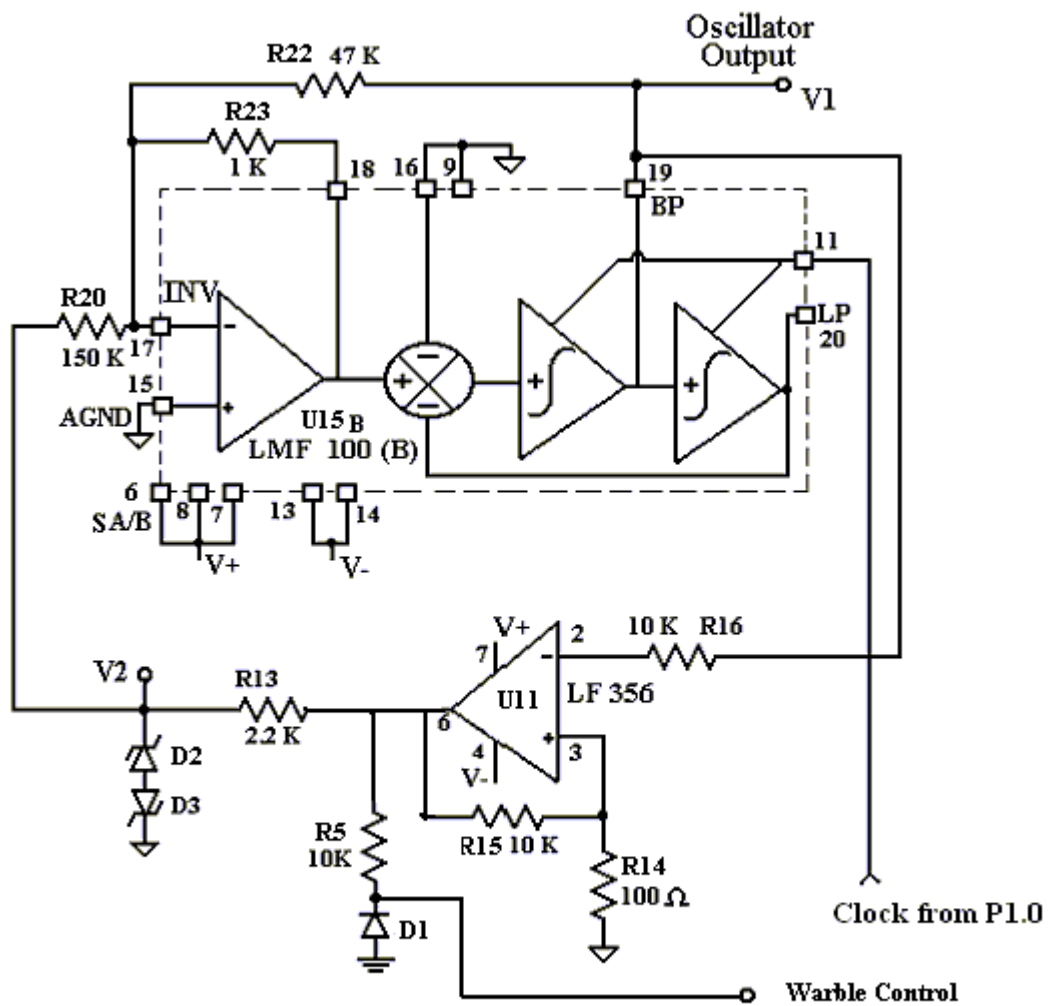 Oscillator
Output
V1
R22 47 K
R23
1 K
18
16
9
19
BP
11
LP
20
R20
150 K
INV
17
15
AGND
-
+
U15 B
LMF 100 (B)
+
-
-
+
+
6
SA/B
8
7
V+
13
14
V-
V2
R13
2.2 K
D2
D3
V+
7
2
-
U11
LF 356
6
4
V-
+
3
10 K R16
R15 10 K
R14
100 Ω
R5
10K
D1
Clock from P1.0
Warble Control